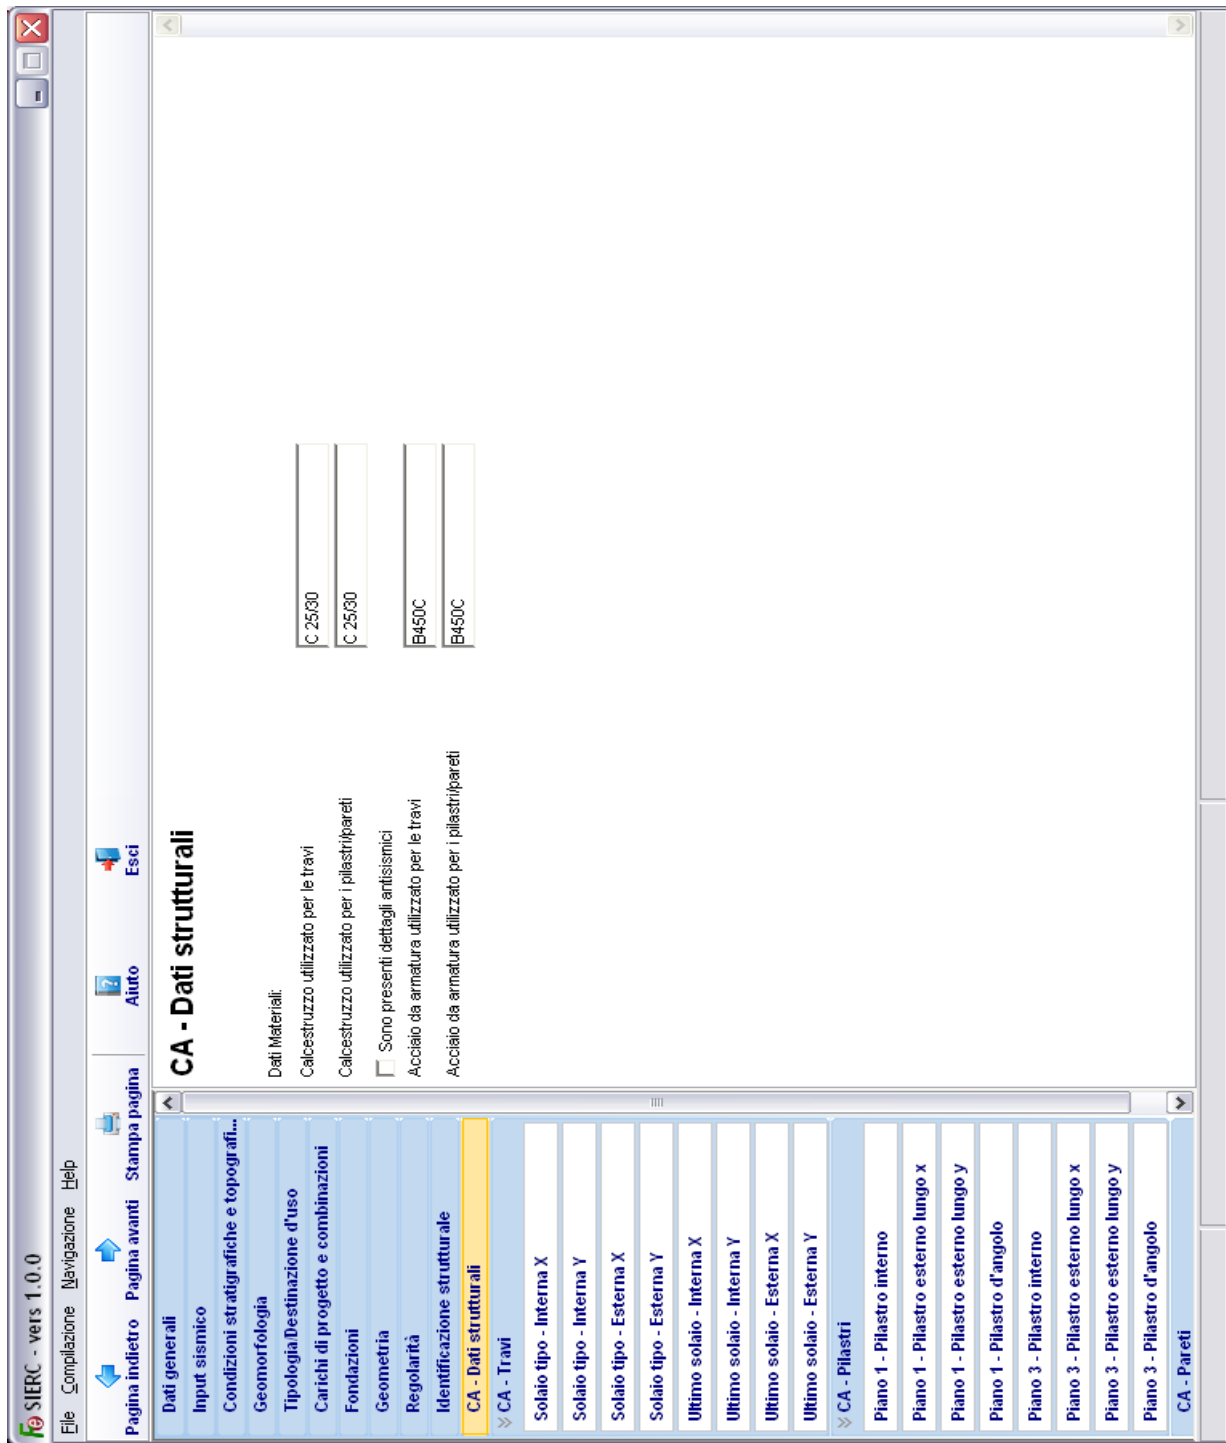 SIERC - vers 1.0.0
File Compilazione Navigazione Help
Pagina indietro Pagina avanti Stampa pagina Aiuto Esci
Dati generali
Input sismico
Condizioni stratigrafiche e topografi...
Geomorfologia
Tipologia/Destinazione d'uso
Carichi di progetto e combinazioni
Fondazioni
Geometria
Regolarità
Identificazione strutturale
CA - Dati strutturali
CA - Travi
Solaio tipo - Interna X
Solaio tipo - Interna Y
Solaio tipo - Esterna X
Solaio tipo - Esterna Y
Ultimo solaio - Interna X
Ultimo solaio - Interna Y
Ultimo solaio - Esterna X
Ultimo solaio - Esterna Y
CA - Pilastri
Piano 1 - Pilastro interno
Piano 1 - Pilastro esterno lungo x
Piano 1 - Pilastro esterno lungo y
Piano 1 - Pilastro d'angolo
Piano 3 - Pilastro interno
Piano 3 - Pilastro esterno lungo x
Piano 3 - Pilastro esterno lungo y
Piano 3 - Pilastro d'angolo
CA - Pareti
CA - Dati strutturali
Dati Materiali:
Calcestruzzo utilizzato per le travi C 25/30
Calcestruzzo utilizzato per i pilastri/pareti C 25/30
Sono presenti dettagli antisismici
Acciaio da armatura utilizzato per le travi B450C
Acciaio da armatura utilizzato per i pilastri/pareti B450C